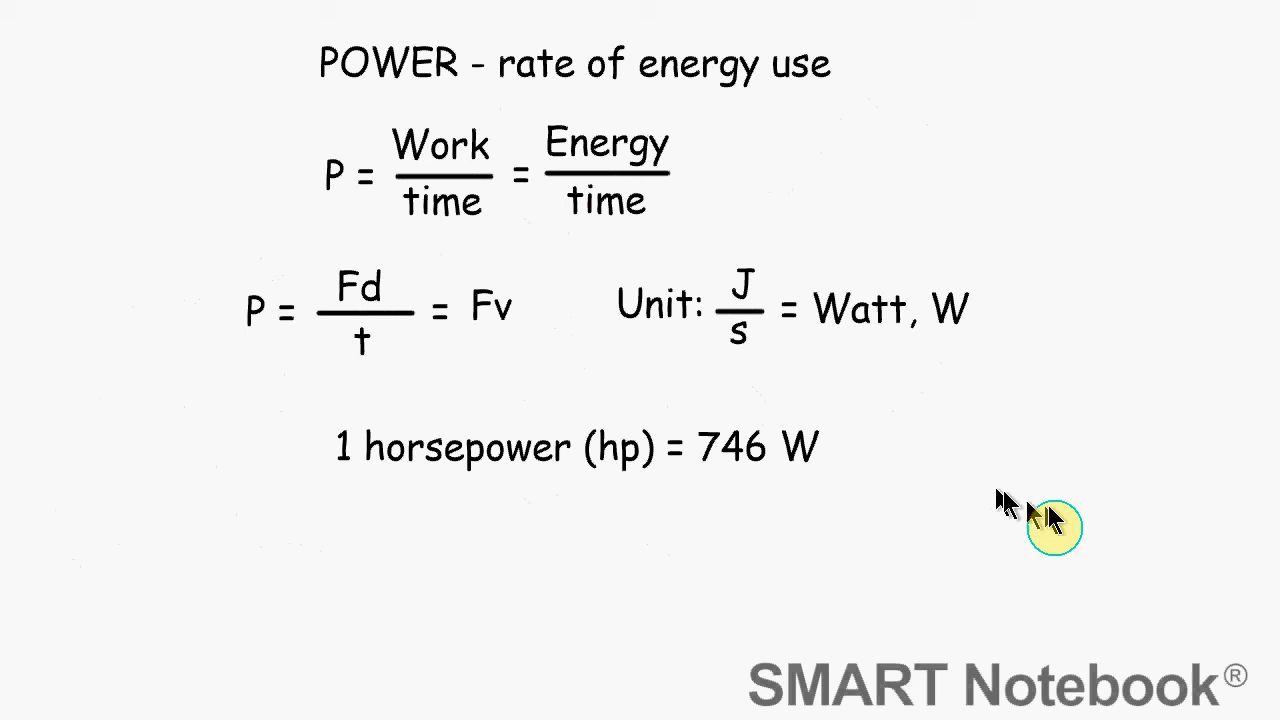 POWER - rate of energy use
P = Work/time = Energy/time
P = Fd/t = Fv
Unit: J/s = Watt, W
1 horsepower (hp) = 746 W
SMART Notebook®